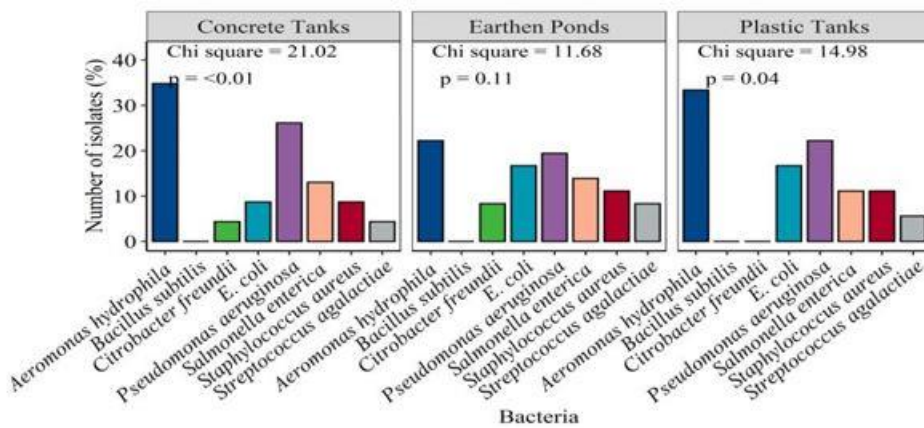 Concrete Tanks
Earthen Ponds
Plastic Tanks
Chi square = 21.02
p = <0.01
Chi square = 11.68
p = 0.11
Chi square = 14.98
p = 0.04
Number of isolates (%)
40
30
20
10
0
Aeromonas hydrophila
Bacillus subtilis
Citrobacter freundii
E. coli
Pseudomonas aeruginosa
Salmonella enterica
Staphylococcus aureus
Streptococcus agalactiae
Aeromonas hydrophila
Bacillus subtilis
Citrobacter freundii
E. coli
Pseudomonas aeruginosa
Salmonella enterica
Staphylococcus aureus
Streptococcus agalactiae
Aeromonas hydrophila
Bacillus subtilis
Citrobacter freundii
E. coli
Pseudomonas aeruginosa
Salmonella enterica
Staphylococcus aureus
Streptococcus agalactiae
Bacteria